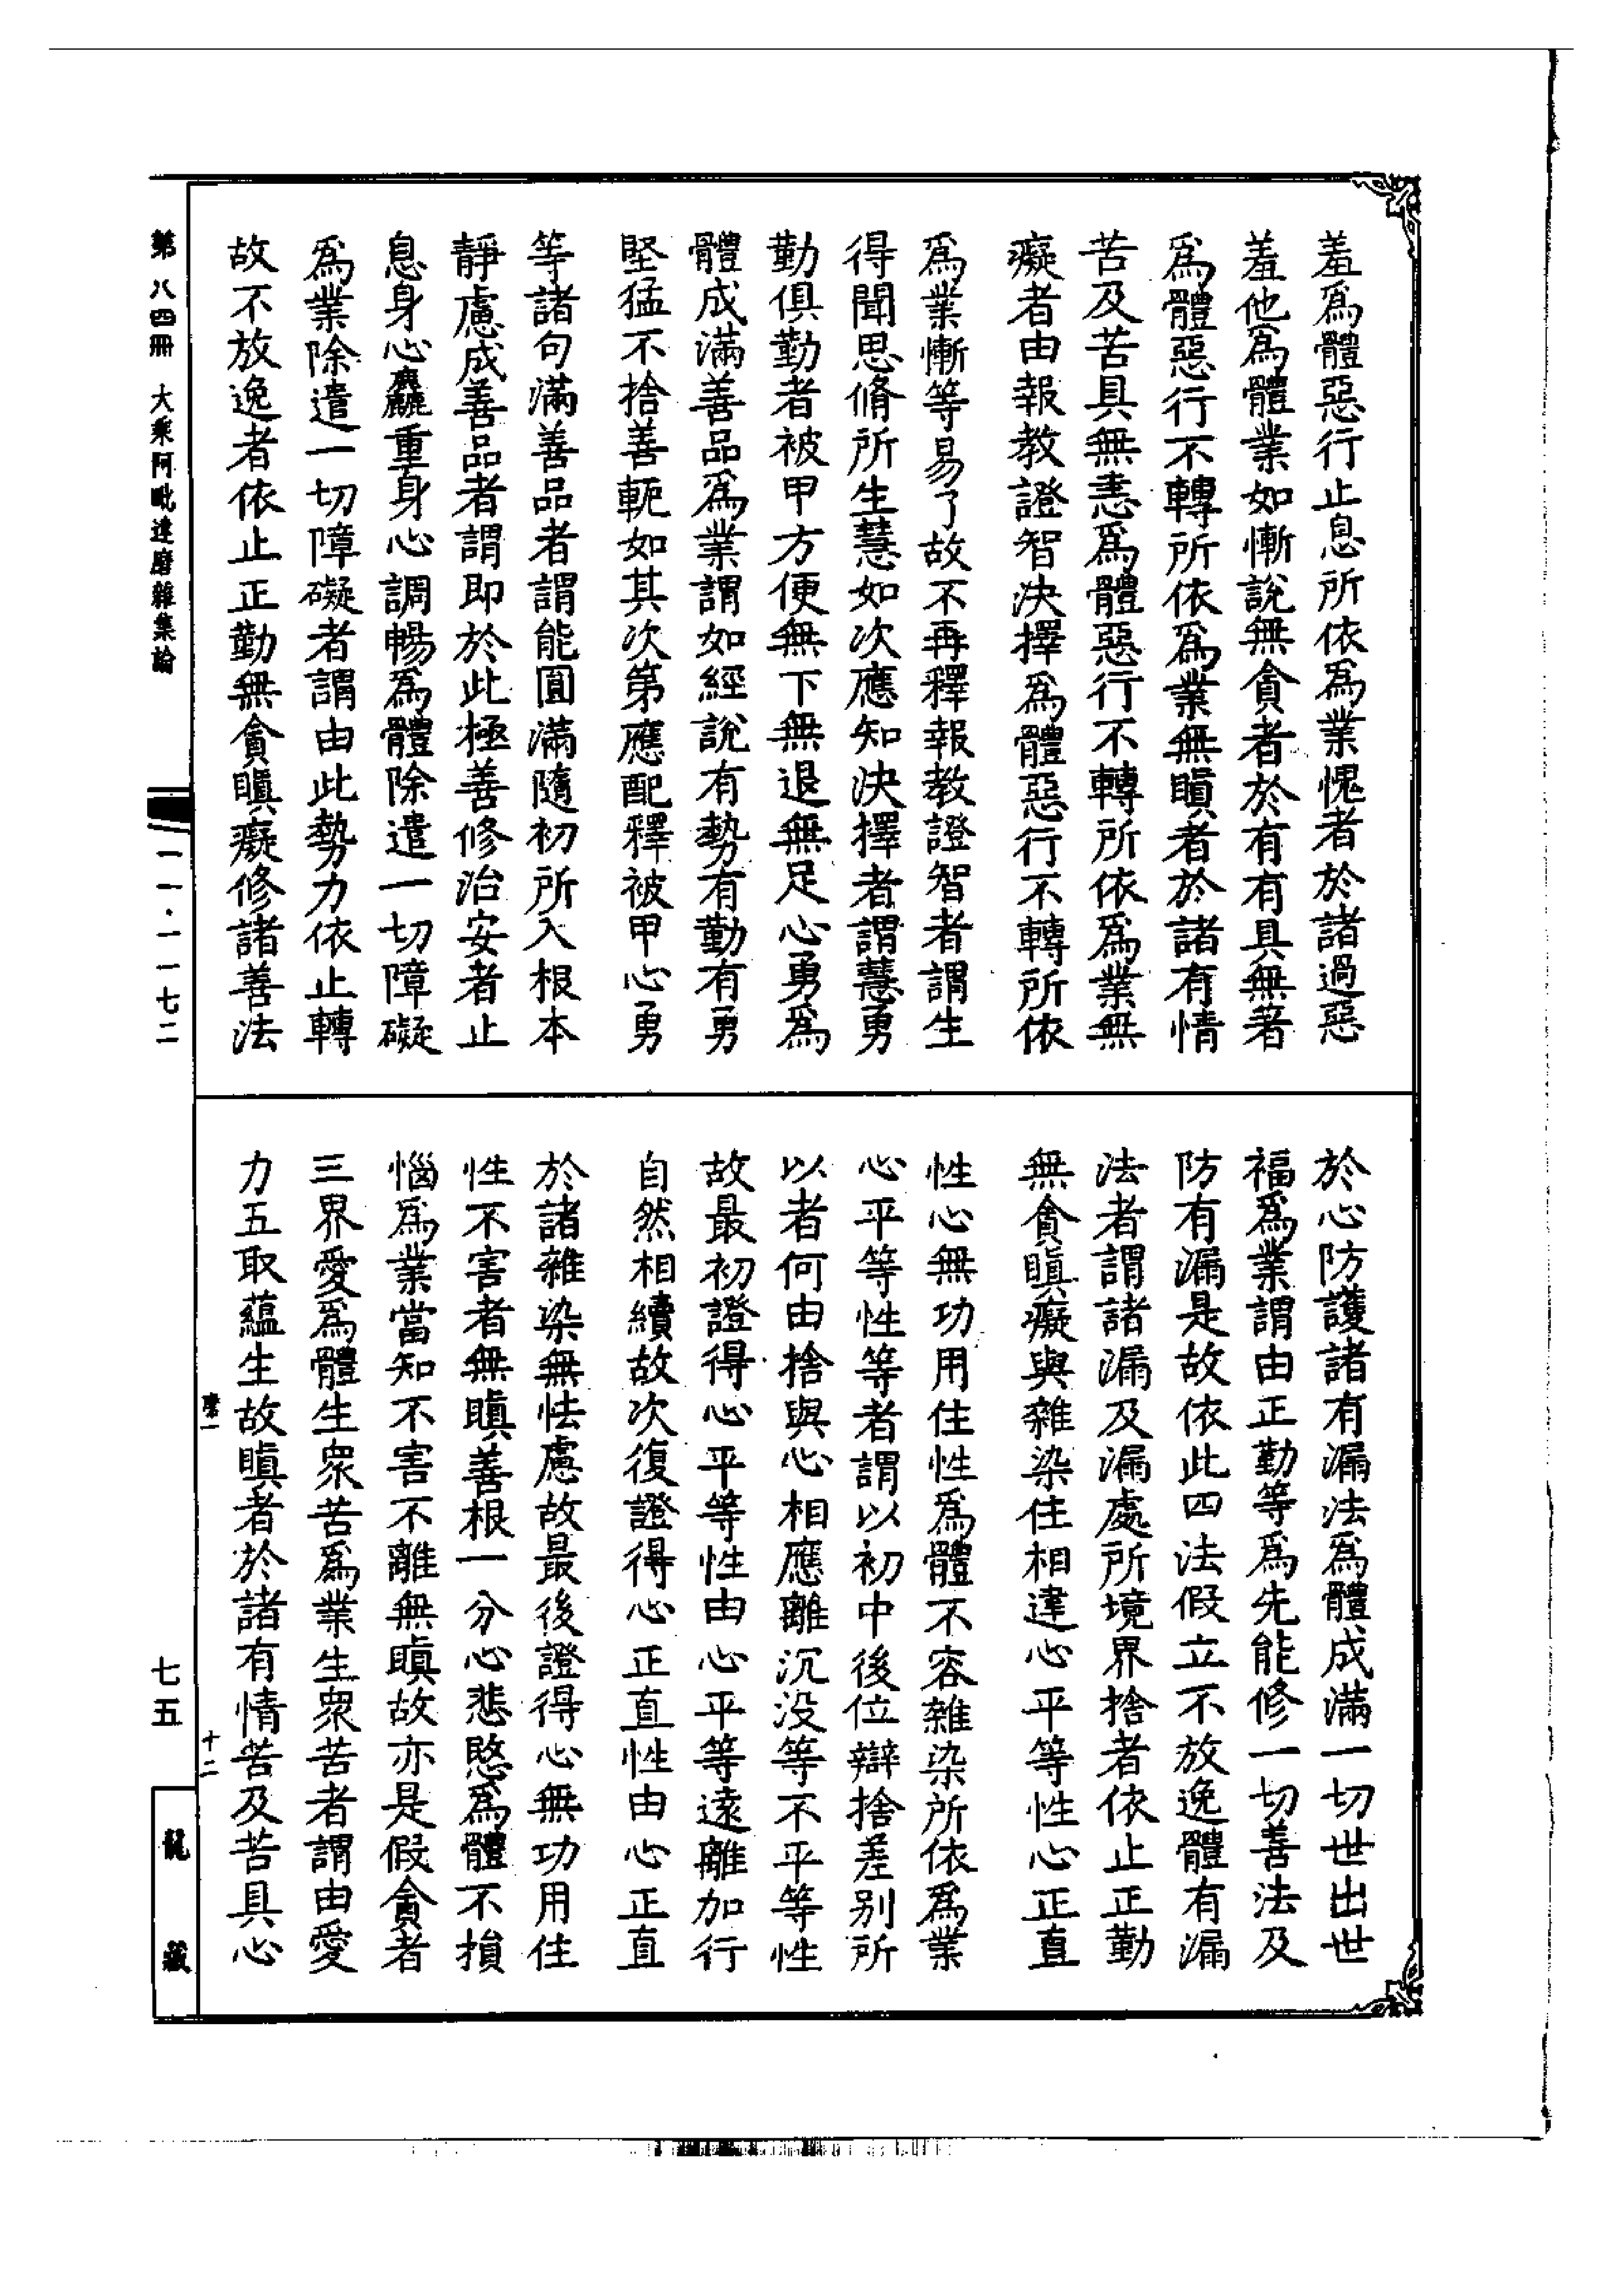 羞爲體惡行止息所依爲業愧者於諸過惡
羞他爲體業如慚說無貪者於有有具無著
爲體惡行不轉所依爲業無瞋者於諸有情
苦及苦具無恚爲體惡行不轉所依爲業無
癡者由報教證智決擇爲體惡行不轉所依
爲業慚等易了故不再釋報教證智者謂生
得聞思脩所生慧如次應知決擇者謂慧勇
勤俱勤者被甲方便無下無退無足心勇爲
體成滿善品爲業謂如經說有勢有勤有勇
堅猛不捨善軛如其次第應配釋被甲心勇
等諸句滿善品者謂能圓滿隨初所入根本
靜慮成善品者謂即於此極善修治安者止
息身心麤重身心調暢爲體除遣一切障礙
爲業除遣一切障礙者謂由此勢力依止轉
故不放逸者依止正勤無貪瞋癡修諸善法
於心防護諸有漏法爲體成滿一切世出世
福爲業謂由正勤等爲先能修一切善法及
防有漏是故依此四法假立不放逸體有漏
法者謂諸漏及漏處所境界捨者依止正勤
無貪瞋癡與雜染住相違心平等性心正直
性心無功用住性爲體不容雜染所依爲業
心平等性等者謂以初中後位辯捨差别所
以者何由捨與心相應離沉没等不平等性
故最初證得心平等性由心平等遠離加行
自然相續故次復證得心正直性由心正直
於諸雜染無怯慮故最後證得心無功用住
性不害者無瞋善根一分心悲愍爲體不損
惱爲業當知不害不離無瞋故亦是假貪者
三界愛爲體生衆苦爲業生衆苦者謂由愛
力五取蘊生故瞋者於諸有情苦及苦具心
第八四冊 大乘阿毗達磨雜集論
一一·一一七二
七五
龍藏
十二